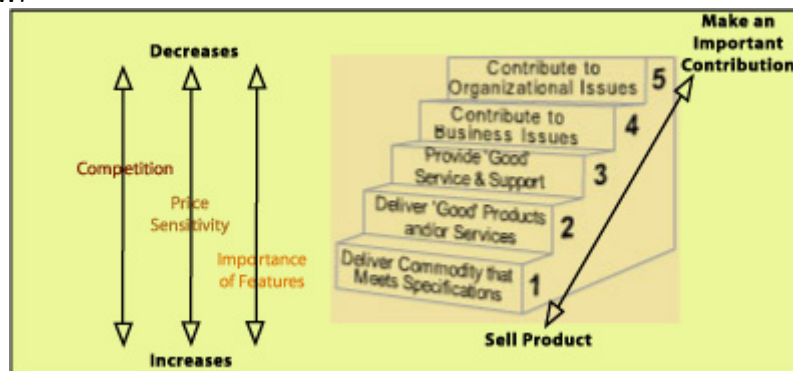 Decreases
Competition
Price
Sensitivity
Importance
of Features
Increases
Make an
Important
Contribution
Contribute to
Organizational Issues
5
Contribute to
Business Issues
4
Provide 'Good'
Service & Support
3
Deliver 'Good' Products
and/or Services
2
Deliver Commodity that
Meets Specifications
1
Sell Product